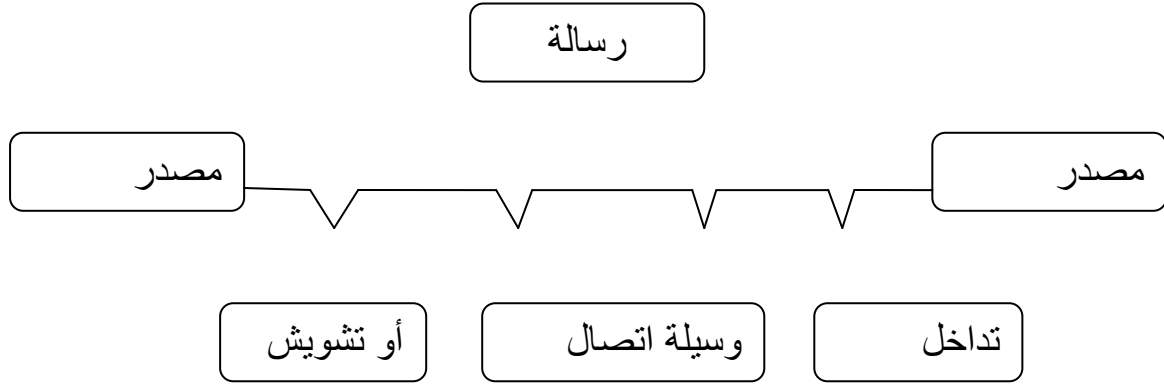 رسالة
مصدر
مصدر
تداخل
وسيلة اتصال
أو تشويش